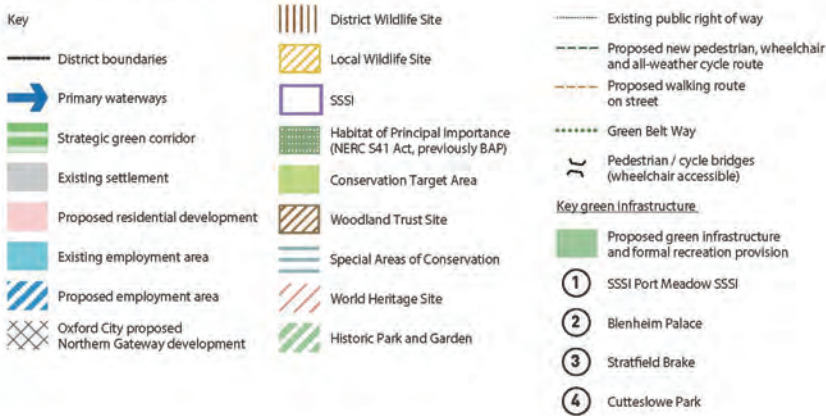 Key
District boundaries
Primary waterways
Strategic green corridor
Existing settlement
Proposed residential development
Existing employment area
Proposed employment area
Oxford City proposed
Northern Gateway development
District Wildlife Site
Local Wildlife Site
SSSI
Habitat of Principal Importance
(NERC S41 Act, previously BAP)
Conservation Target Area
Woodland Trust Site
Special Areas of Conservation
World Heritage Site
Historic Park and Garden
Existing public right of way
Proposed new pedestrian, wheelchair
and all-weather cycle route
Proposed walking route
on street
Green Belt Way
Pedestrian / cycle bridges
(wheelchair accessible)
Key green infrastructure
Proposed green infrastructure
and formal recreation provision
1 SSSI Port Meadow SSSI
2 Blenheim Palace
3 Stratfield Brake
4 Cutteslowe Park